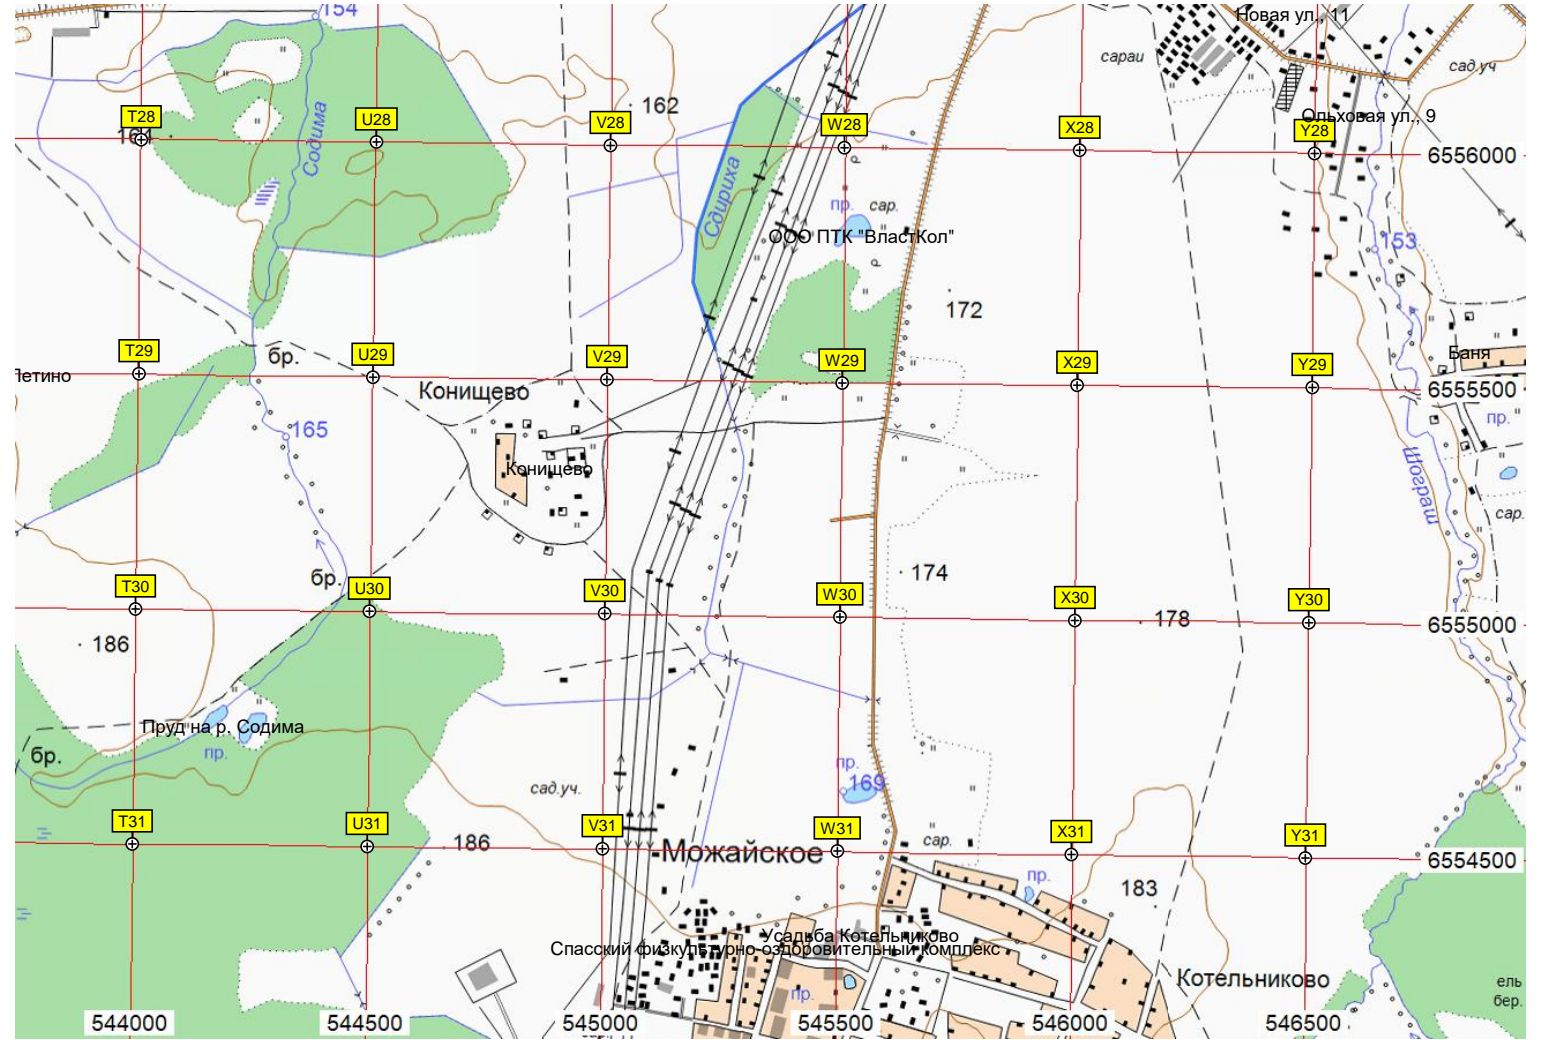 154
Новая ул., 11
сараи
сад.уч
162
Ольховая ул., 9
T28
U28
V28
W28
X28
Y28
6556000
Содима
Сдириха
пр.
сар.
ООО ПТК "ВластКол"
153
172
T29
U29
V29
W29
X29
Y29
бр.
Баня
Конищево
6555500
165
пр.
Конищево
Шограш
сар.
174
T30
U30
V30
W30
X30
Y30
бр.
178
6555000
186
Пруд на р. Содима
пр.
бр.
пр.
169
сад.уч.
T31
U31
V31
W31
X31
Y31
186
Можайское
сар.
6554500
пр.
183
Усадьба Котельниково
Спасский физкультурно-оздоровительный комплекс
Котельниково
пр.
ель
бер.
544000
544500
545000
545500
546000
546500